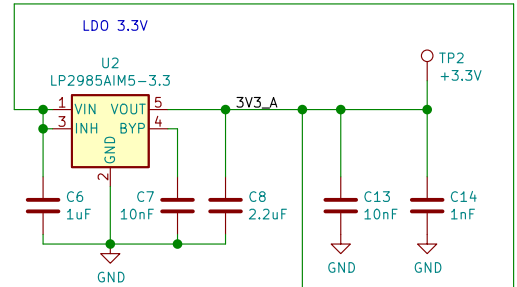 LDO 3.3V
U2
LP2985AIM5-3.3
TP2
+3.3V
1 VIN VOUT 5 3V3_A
3 INH BYP 4
GND
2
C6
1uF
C7
10nF
C8
2.2uF
C13
10nF
C14
1nF
GND
GND
GND